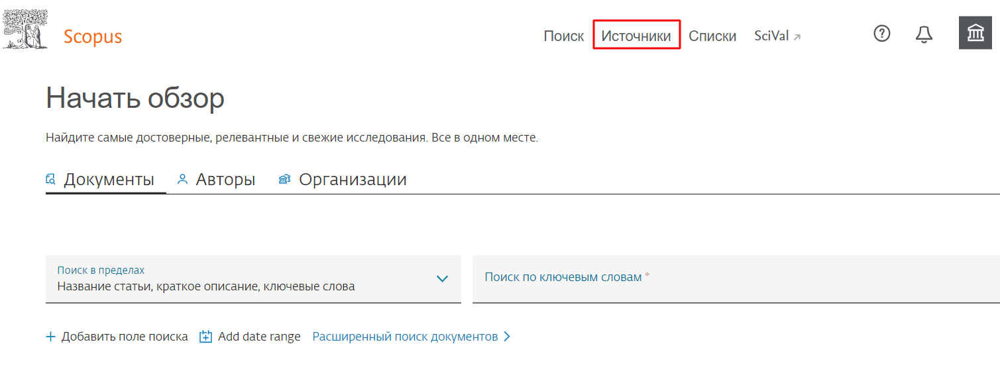 Scopus
Поиск Источники Списки SciVal ↗
Начать обзор
Найдите самые достоверные, релевантные и свежие исследования. Все в одном месте.
Документы Авторы Организации
Поиск в пределах
Название статьи, краткое описание, ключевые слова
Поиск по ключевым словам *
+ Добавить поле поиска Add date range Расширенный поиск документов >